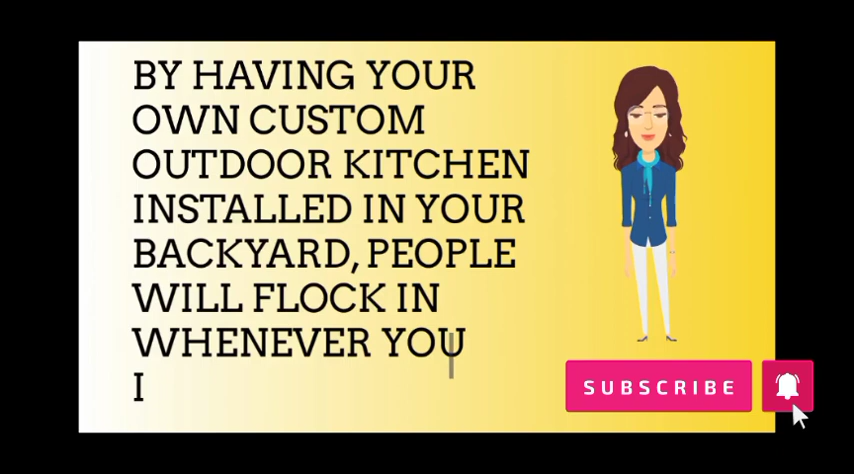 BY HAVING YOUR
OWN CUSTOM
OUTDOOR KITCHEN
INSTALLED IN YOUR
BACKYARD, PEOPLE
WILL FLOCK IN
WHENEVER YOU
I
SUBSCRIBE